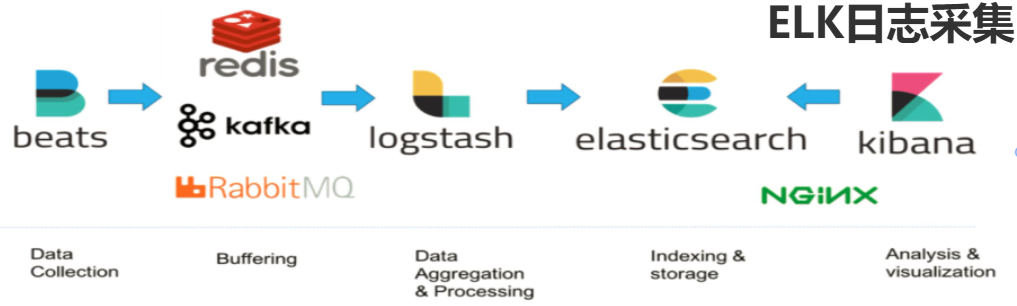 ELK日志采集
redis
beats
kafka
logstash
elasticsearch
kibana
RabbitMQ
NGINX
Data
Collection
Buffering
Data
Aggregation
& Processing
Indexing &
storage
Analysis &
visualization